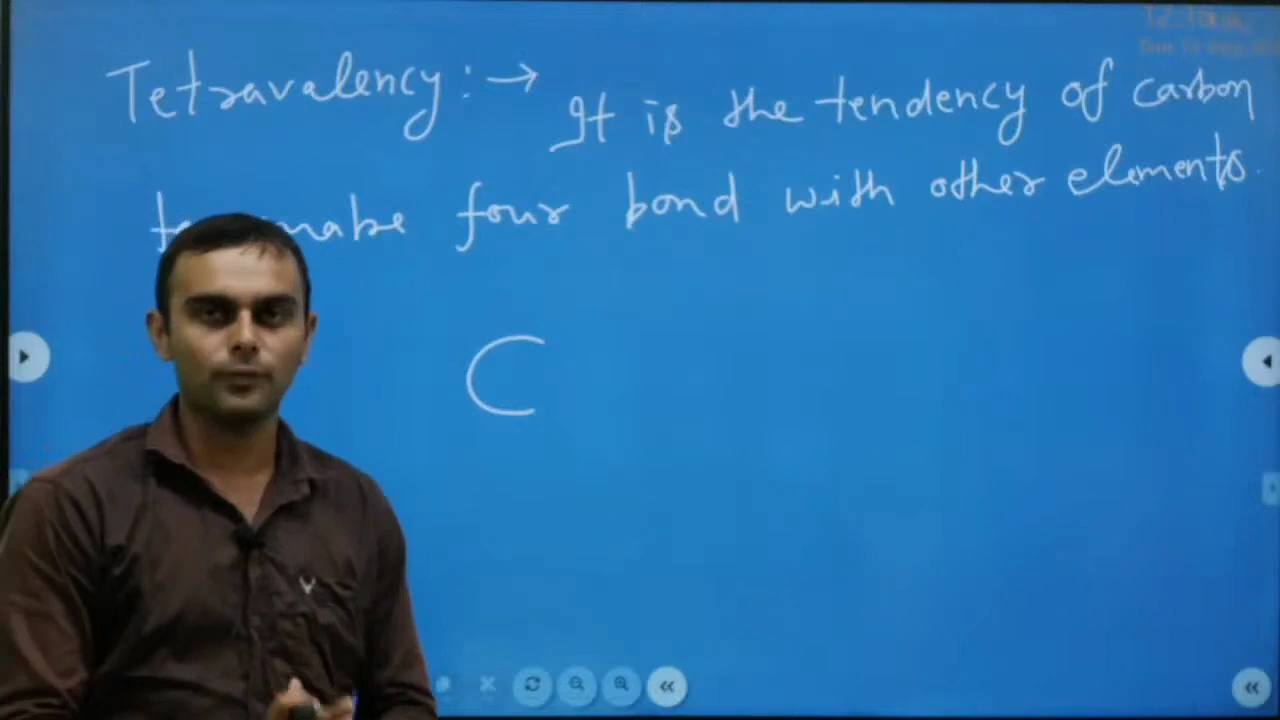 Tetravalency :→ It is the tendency of carbon
make four bond with other elements.
C